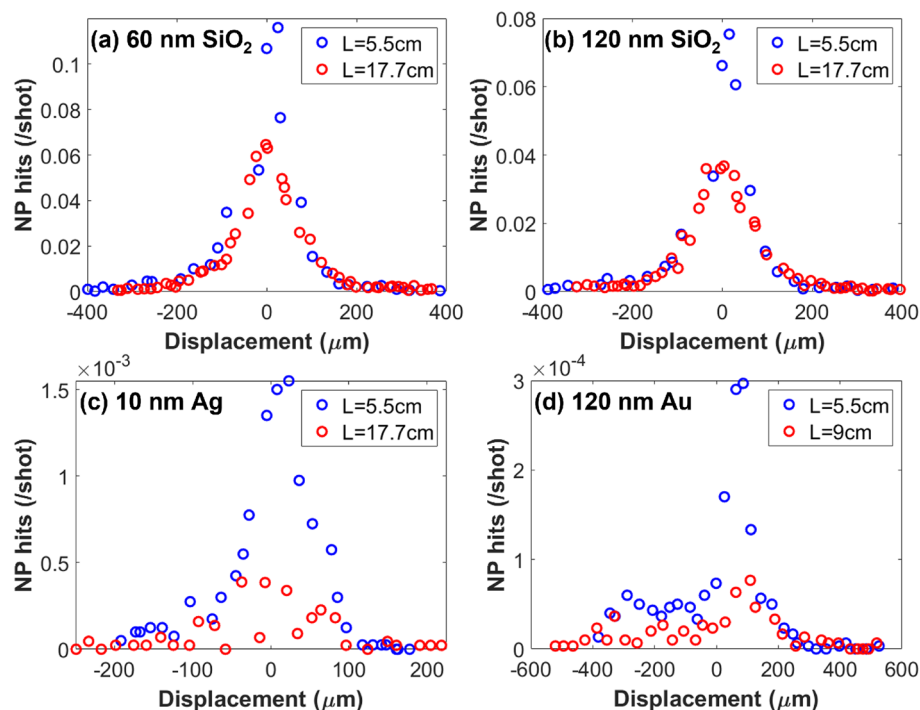 (a) 60 nm SiO₂
L=5.5cm
L=17.7cm
NP hits (/shot)
0.1
0.08
0.06
0.04
0.02
0
-400 -200 0 200 400
Displacement (μm)
(b) 120 nm SiO₂
L=5.5cm
L=17.7cm
NP hits (/shot)
0.08
0.06
0.04
0.02
0
-400 -200 0 200 400
Displacement (μm)
×10⁻³
(c) 10 nm Ag
L=5.5cm
L=17.7cm
NP hits (/shot)
1.5
1
0.5
0
-200 -100 0 100 200
Displacement (μm)
×10⁻⁴
(d) 120 nm Au
L=5.5cm
L=9cm
NP hits (/shot)
3
2
1
0
-600 -400 -200 0 200 400 600
Displacement (μm)